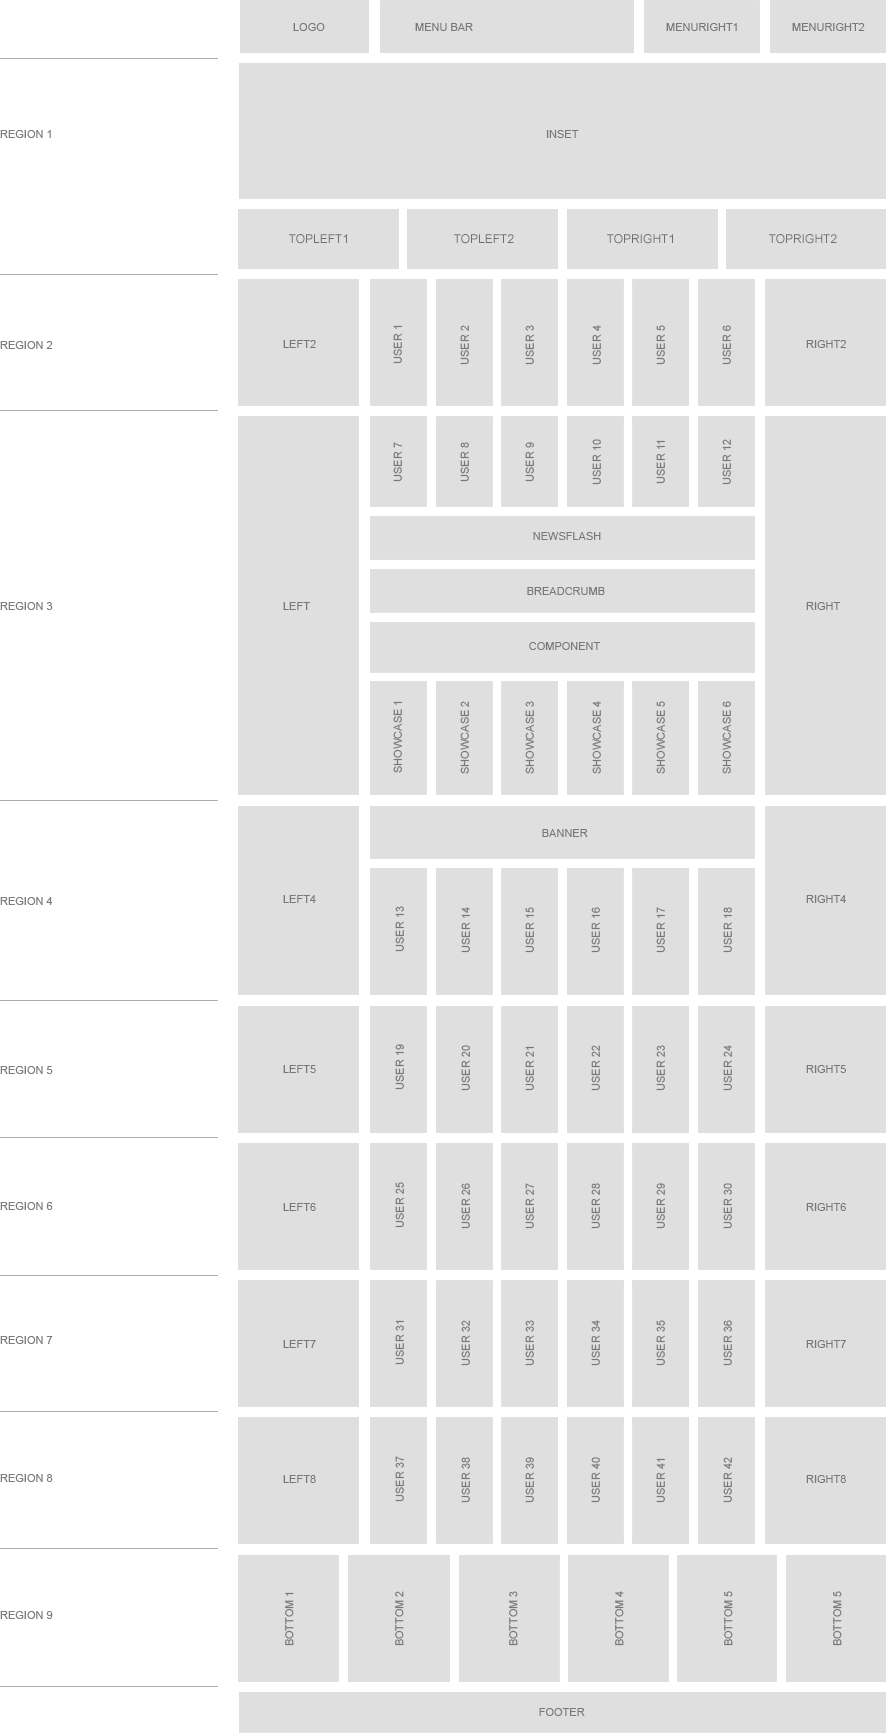 LOGO
MENU BAR
MENURIGHT1
MENURIGHT2
REGION 1
INSET
TOPLEFT1
TOPLEFT2
TOPRIGHT1
TOPRIGHT2
REGION 2
LEFT2
USER 1
USER 2
USER 3
USER 4
USER 5
USER 6
RIGHT2
REGION 3
LEFT
USER 7
USER 8
USER 9
USER 10
USER 11
USER 12
NEWSFLASH
BREADCRUMB
COMPONENT
SHOWCASE 1
SHOWCASE 2
SHOWCASE 3
SHOWCASE 4
SHOWCASE 5
SHOWCASE 6
RIGHT
REGION 4
LEFT4
BANNER
USER 13
USER 14
USER 15
USER 16
USER 17
USER 18
RIGHT4
REGION 5
LEFT5
USER 19
USER 20
USER 21
USER 22
USER 23
USER 24
RIGHT5
REGION 6
LEFT6
USER 25
USER 26
USER 27
USER 28
USER 29
USER 30
RIGHT6
REGION 7
LEFT7
USER 31
USER 32
USER 33
USER 34
USER 35
USER 36
RIGHT7
REGION 8
LEFT8
USER 37
USER 38
USER 39
USER 40
USER 41
USER 42
RIGHT8
REGION 9
BOTTOM 1
BOTTOM 2
BOTTOM 3
BOTTOM 4
BOTTOM 5
BOTTOM 5
FOOTER